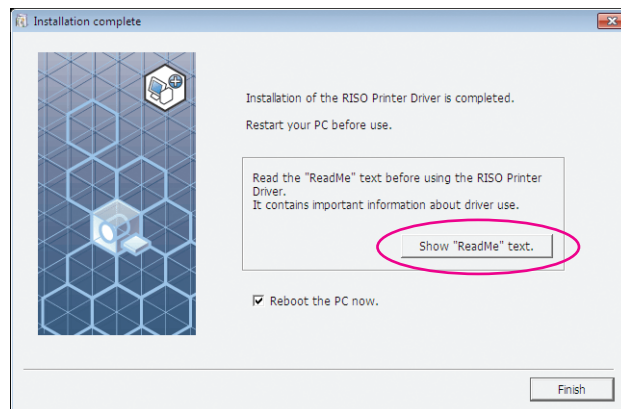 Installation complete
Installation of the RISO Printer Driver is completed.
Restart your PC before use.
Read the "ReadMe" text before using the RISO Printer
Driver.
It contains important information about driver use.
Show "ReadMe" text.
Reboot the PC now.
Finish